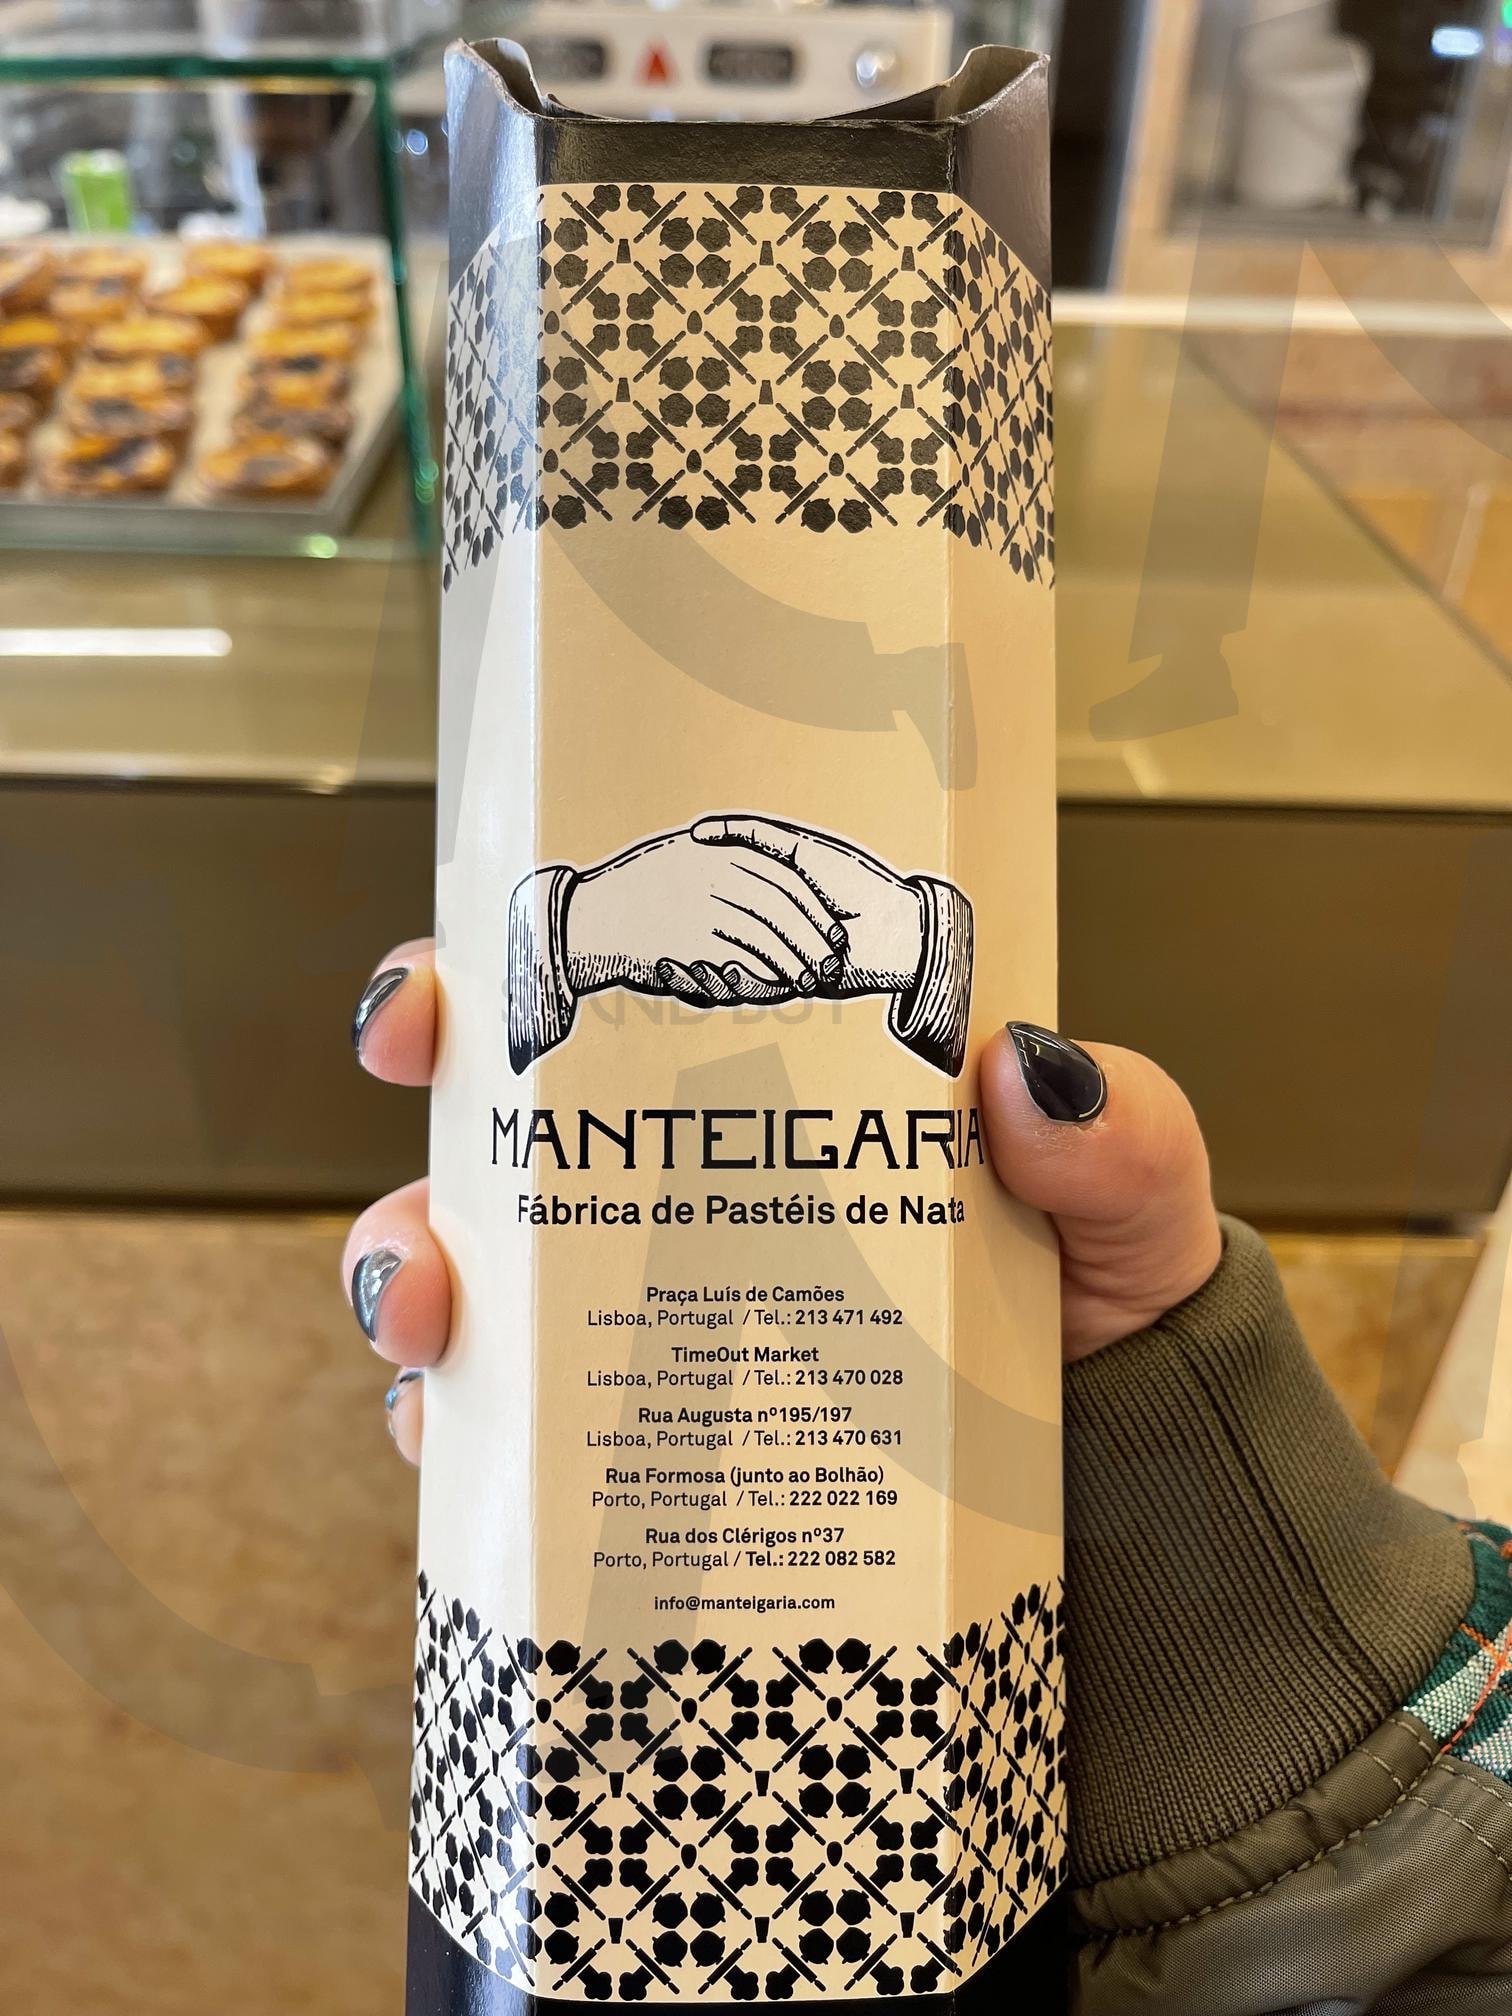 MANTEIGARIA
Fábrica de Pastéis de Nata
Praça Luís de Camões
Lisboa, Portugal / Tel.: 213 471 492
TimeOut Market
Lisboa, Portugal / Tel.: 213 470 028
Rua Augusta nº195/197
Lisboa, Portugal / Tel.: 213 470 631
Rua Formosa (junto ao Bolhão)
Porto, Portugal / Tel.: 222 022 169
Rua dos Clérigos nº37
Porto, Portugal / Tel.: 222 082 582
info@manteigaria.com